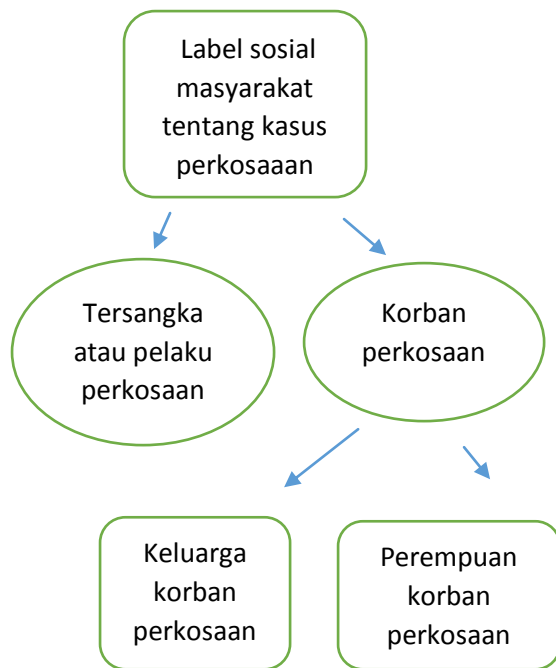 Label sosial
masyarakat
tentang kasus
perkosaaan
Tersangka
atau pelaku
perkosaan
Korban
perkosaan
Keluarga
korban
perkosaan
Perempuan
korban
perkosaan